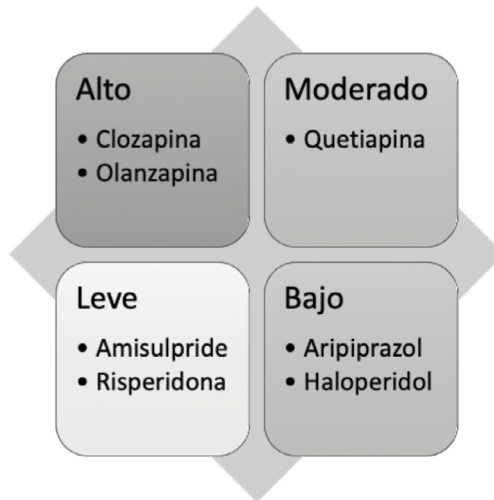 Alto
• Clozapina
• Olanzapina
Moderado
• Quetiapina
Leve
• Amisulpride
• Risperidona
Bajo
• Aripiprazol
• Haloperidol